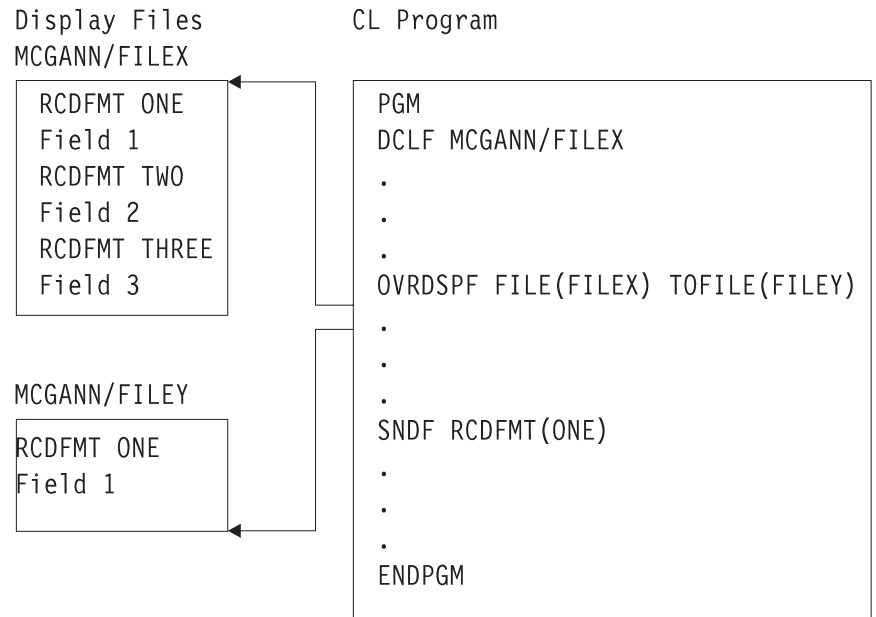 Display Files
MCGANN/FILEX
RCDFMT ONE
Field 1
RCDFMT TWO
Field 2
RCDFMT THREE
Field 3
MCGANN/FILEY
RCDFMT ONE
Field 1
CL Program
PGM
DCLF MCGANN/FILEX
.
.
.
OVRDSPF FILE(FILEX) TOFILE(FILEY)
.
.
.
SNDF RCDFMT(ONE)
.
.
.
ENDPGM